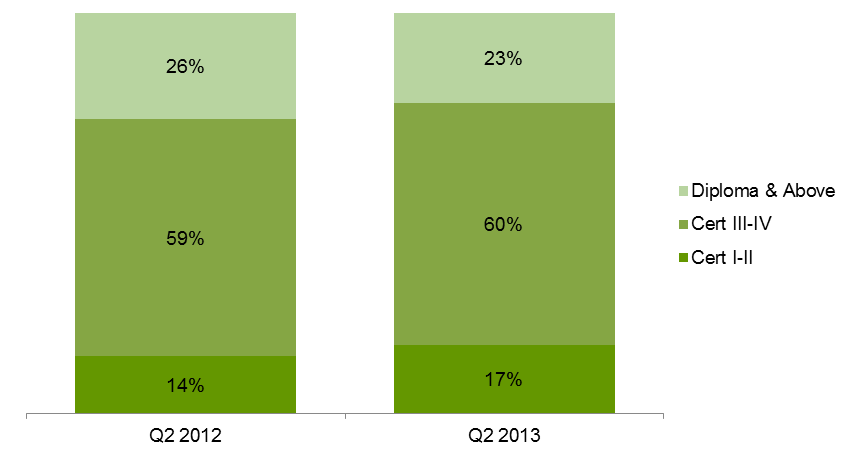 26%
23%
59%
60%
14%
17%
Q2 2012
Q2 2013
Diploma & Above
Cert III-IV
Cert I-II